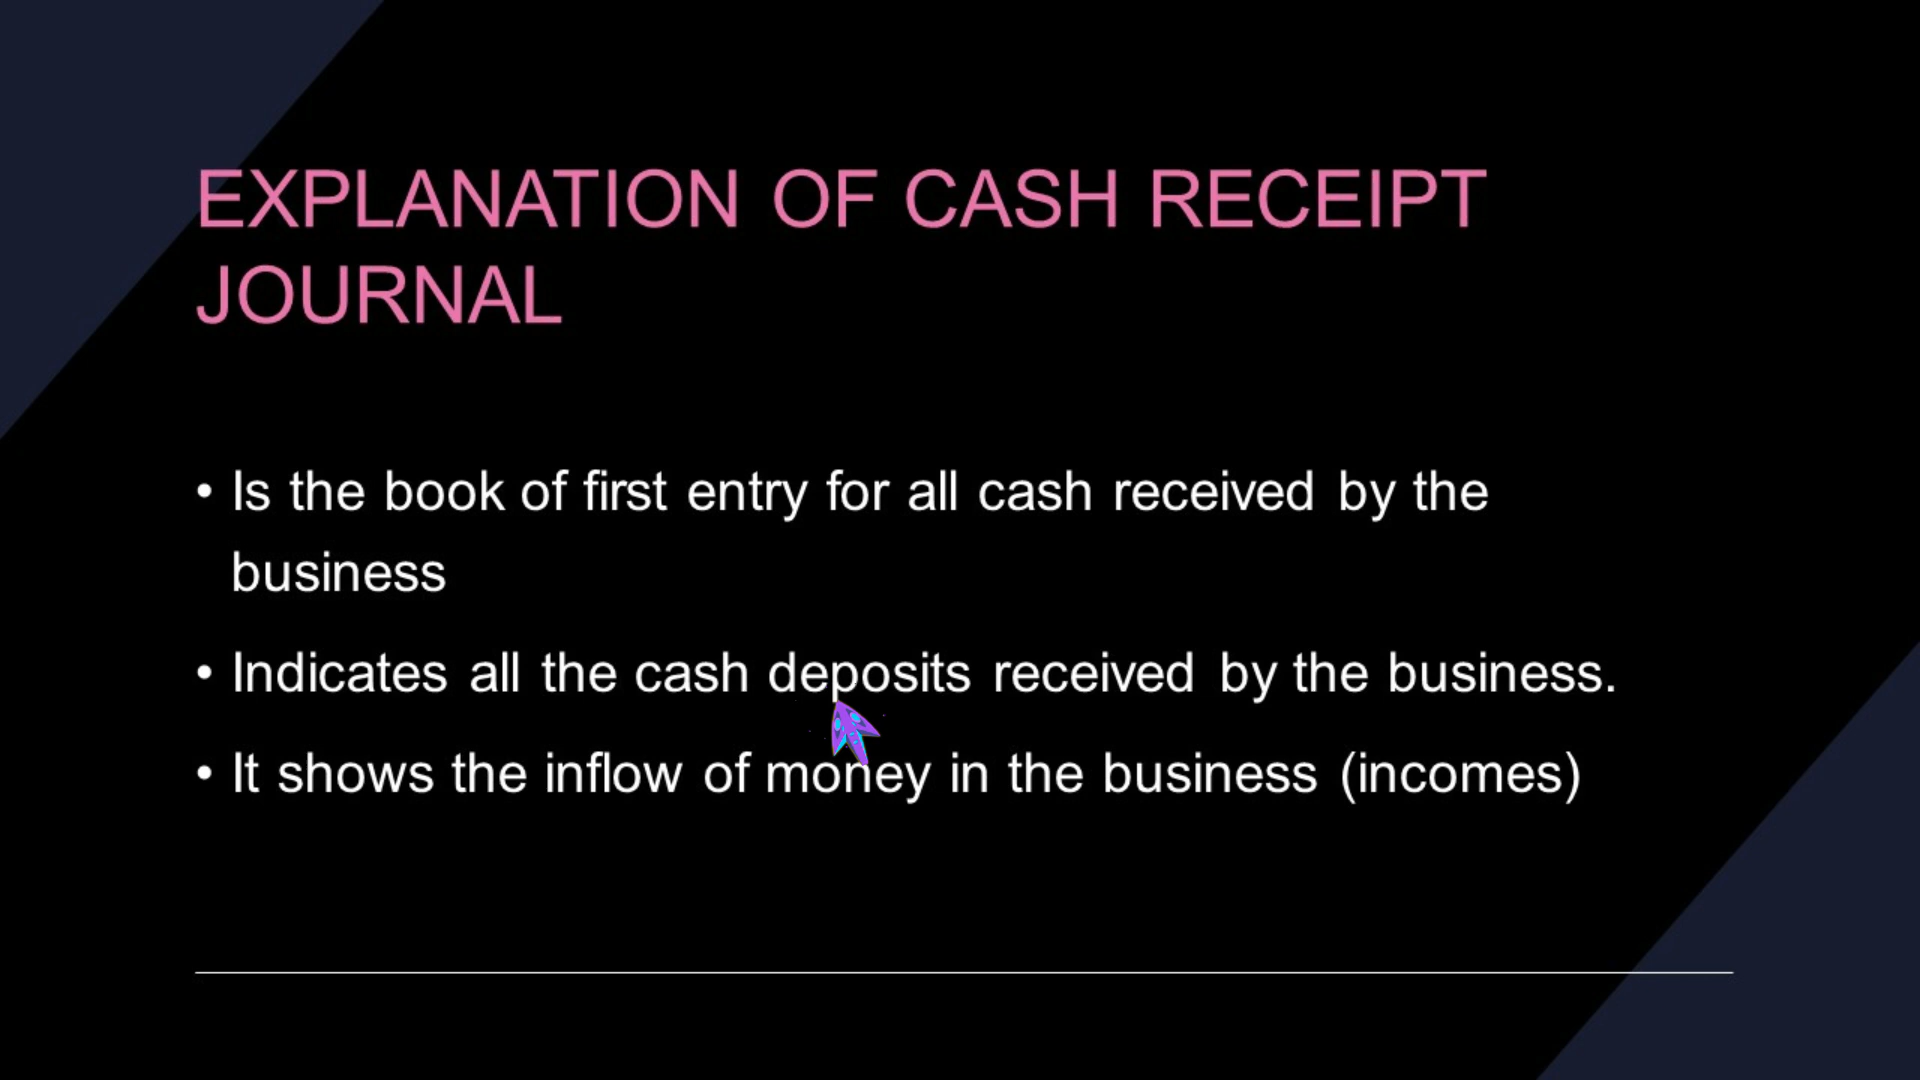 EXPLANATION OF CASH RECEIPT
JOURNAL
• Is the book of first entry for all cash received by the
business
• Indicates all the cash deposits received by the business.
• It shows the inflow of money in the business (incomes)